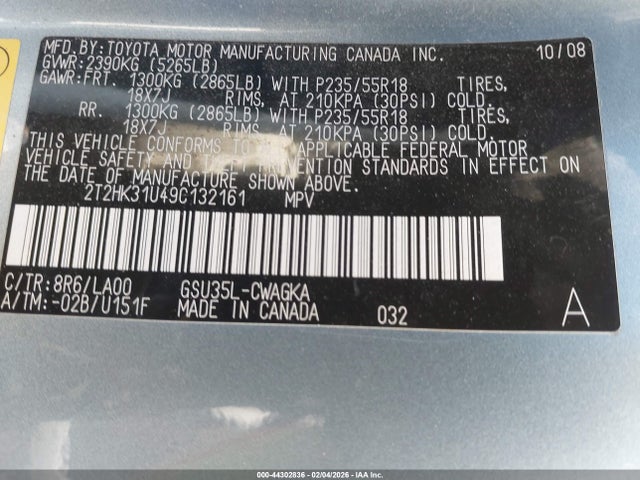 MFD.BY:TOYOTA MOTOR MANUFACTURING CANADA INC. 10/08
GVWR:2390KG (5265LB)
GAWR:FRT. 1300KG (2865LB) WITH P235/55R18 TIRES,
18X7J RIMS, AT 210KPA (30PSI) COLD.
RR. 1300KG (2865LB) WITH P235/55R18 TIRES,
18X7J RIMS, AT 210KPA (30PSI) COLD.
THIS VEHICLE CONFORMS TO ALL APPLICABLE FEDERAL MOTOR
VEHICLE SAFETY AND PREVENTION STANDARDS IN EFFECT ON
THE DATE OF MANUFACTURE SHOWN ABOVE.
2T2HK31U49C132161 MPV
C/TR:8R6/LA00 GSU35L-CWAGKA
A/TM:-02B/U151F MADE IN CANADA 032 A
000-44302836 - 02/04/2026 - IAA Inc.